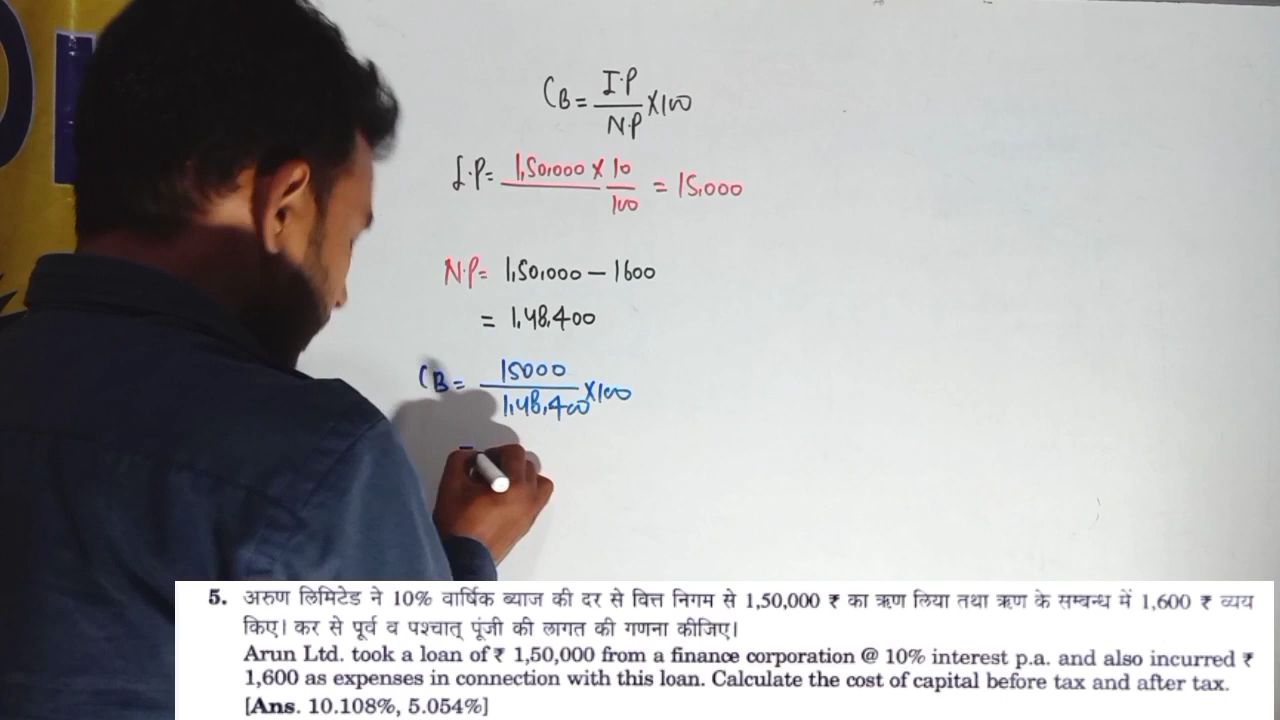 CB = I.P / N.P × 100
I.P = 1,50,000 × 10 / 100 = 15,000
N.P = 1,50,000 – 1600
= 1,48,400
CB = 15000 / 1,48,400 × 100
=
5. अरुण लिमिटेड ने 10% वार्षिक ब्याज की दर से वित्त निगम से 1,50,000 ₹ का ऋण लिया तथा ऋण के सम्बन्ध में 1,600 ₹ व्यय
किए। कर से पूर्व व पश्चात् पूंजी की लागत की गणना कीजिए।
Arun Ltd. took a loan of ₹ 1,50,000 from a finance corporation @ 10% interest p.a. and also incurred ₹
1,600 as expenses in connection with this loan. Calculate the cost of capital before tax and after tax.
[Ans. 10.108%, 5.054%]